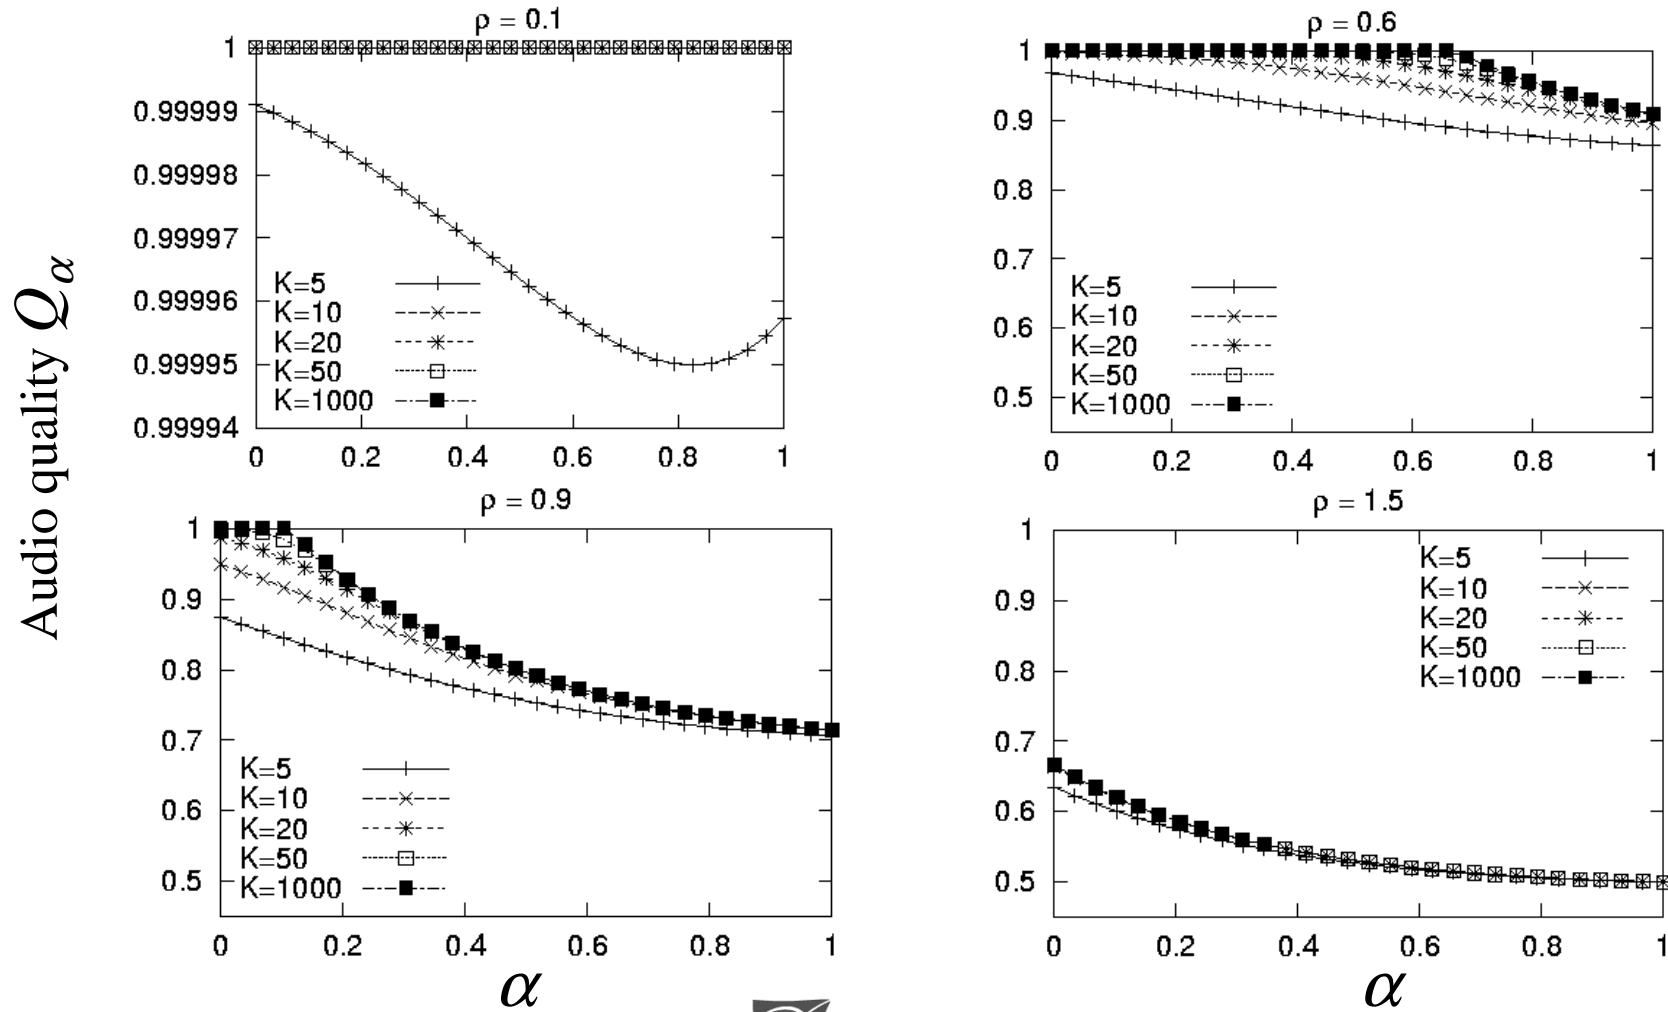 Audio quality Qα
ρ = 0.1
1
0.99999
0.99998
0.99997
0.99996
0.99995
0.99994
K=5
K=10
K=20
K=50
K=1000
0 0.2 0.4 0.6 0.8 1
ρ = 0.6
1
0.9
0.8
0.7
0.6
0.5
K=5
K=10
K=20
K=50
K=1000
0 0.2 0.4 0.6 0.8 1
ρ = 0.9
1
0.9
0.8
0.7
0.6
0.5
K=5
K=10
K=20
K=50
K=1000
0 0.2 0.4 0.6 0.8 1
α
ρ = 1.5
1
0.9
0.8
0.7
0.6
0.5
K=5
K=10
K=20
K=50
K=1000
0 0.2 0.4 0.6 0.8 1
α